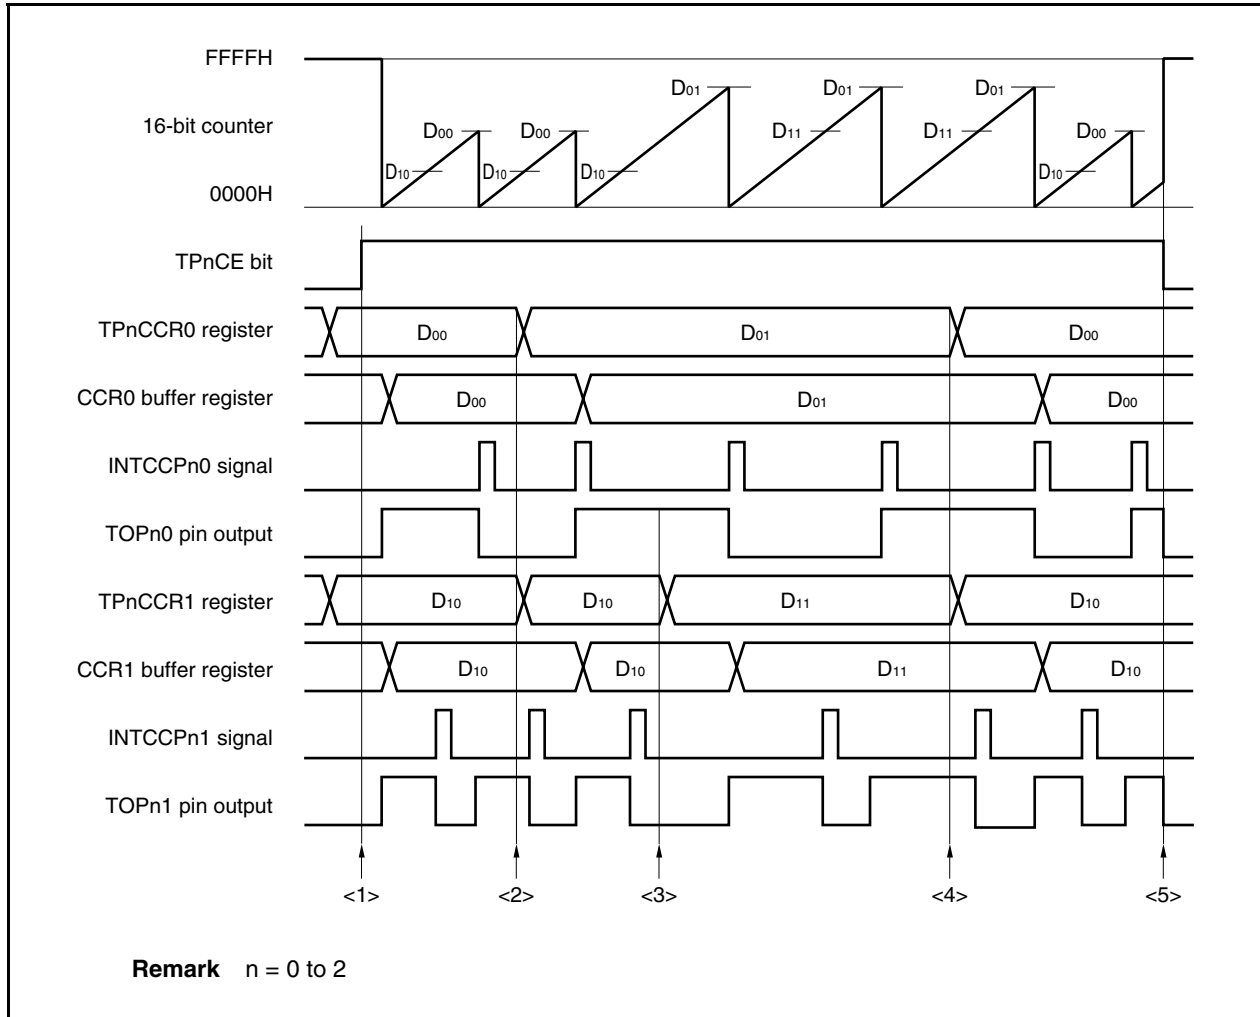 FFFFH
D01 D01 D01
16-bit counter
D00 D00 D11 D11 D00
D10 D10 D10 D10
0000H
TPnCE bit
TPnCCR0 register D00 D01 D00
CCR0 buffer register D00 D01 D00
INTCCPn0 signal
TOPn0 pin output
TPnCCR1 register D10 D10 D11 D10
CCR1 buffer register D10 D10 D11 D10
INTCCPn1 signal
TOPn1 pin output
<1> <2> <3> <4> <5>
Remark n = 0 to 2